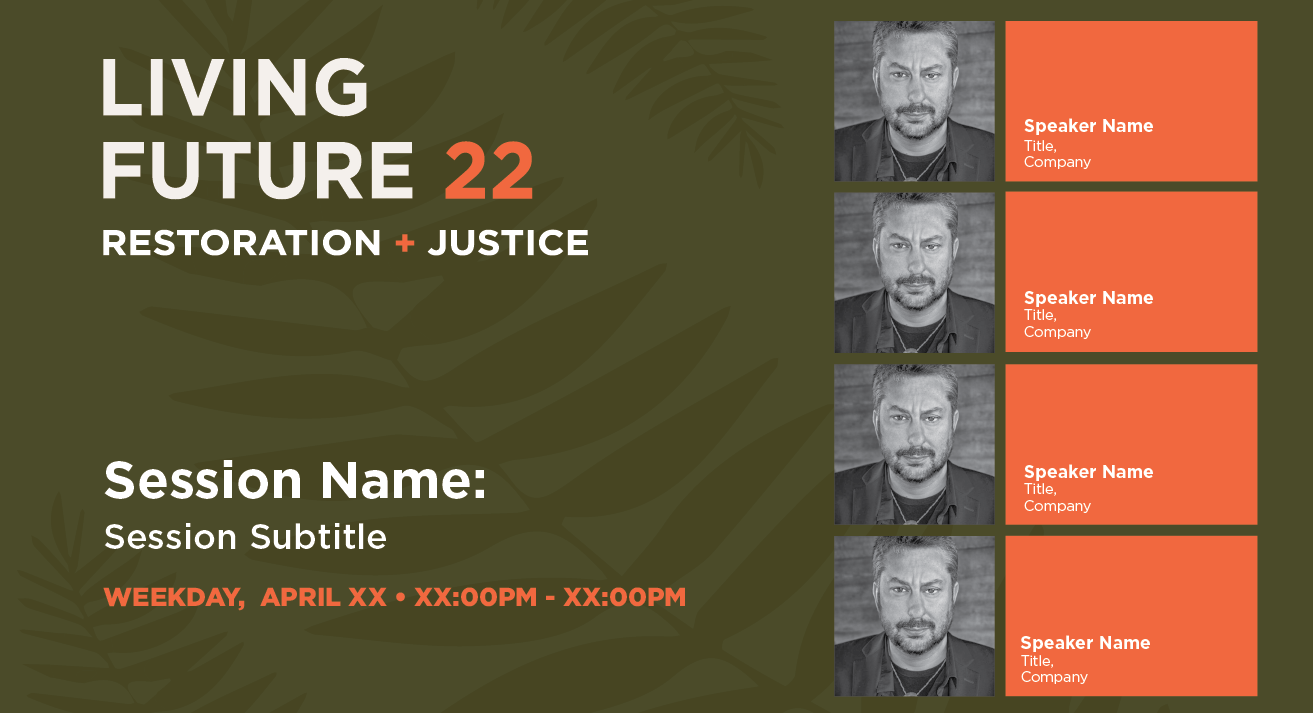 LIVING
FUTURE 22
RESTORATION + JUSTICE
Session Name:
Session Subtitle
WEEKDAY, APRIL XX • XX:00PM - XX:00PM
Speaker Name
Title,
Company
Speaker Name
Title,
Company
Speaker Name
Title,
Company
Speaker Name
Title,
Company